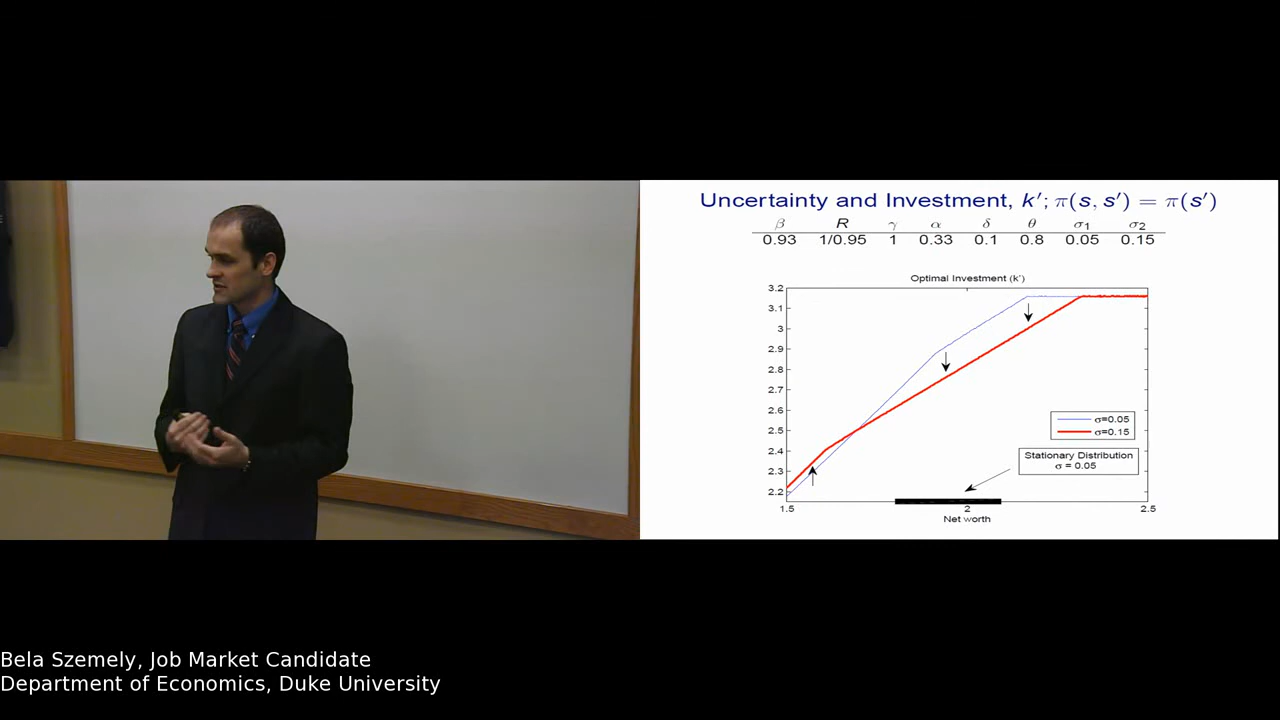 Uncertainty and Investment, k′; π(s, s′) = π(s′)
β R γ α δ θ σ₁ σ₂
0.93 1/0.95 1 0.33 0.1 0.8 0.05 0.15
Optimal Investment (k')
3.2
3.1
3
2.9
2.8
2.7
2.6
2.5
2.4
2.3
2.2
σ=0.05
σ=0.15
Stationary Distribution
σ = 0.05
1.5 2 2.5
Net worth
Bela Szemely, Job Market Candidate
Department of Economics, Duke University